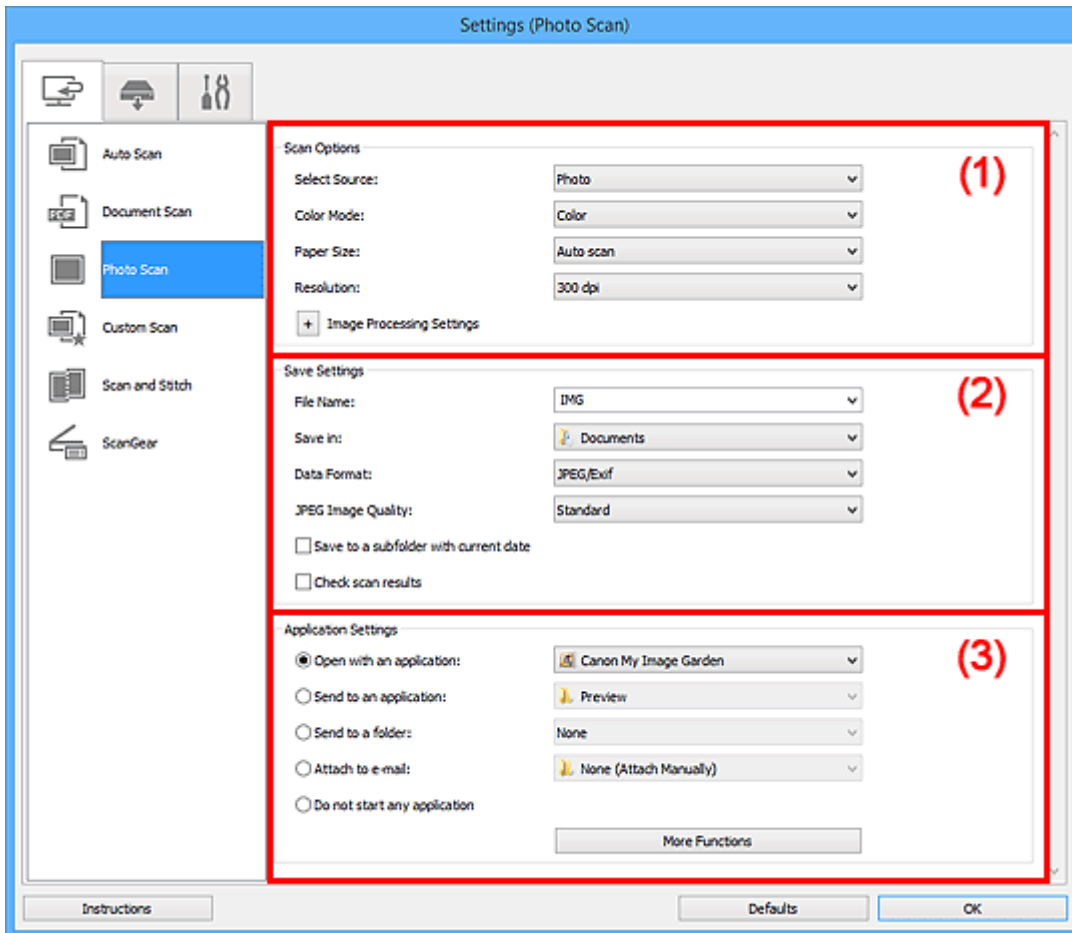 Settings (Photo Scan)
Auto Scan
PDF
Document Scan
Photo Scan
Custom Scan
Scan and Stitch
ScanGear
Scan Options
(1)
Select Source: Photo
Color Mode: Color
Paper Size: Auto scan
Resolution: 300 dpi
+ Image Processing Settings
Save Settings
(2)
File Name: IMG
Save in: Documents
Data Format: JPEG/Exif
JPEG Image Quality: Standard
Save to a subfolder with current date
Check scan results
Application Settings
(3)
Open with an application: Canon My Image Garden
Send to an application: Preview
Send to a folder: None
Attach to e-mail: None (Attach Manually)
Do not start any application
More Functions
Instructions Defaults OK